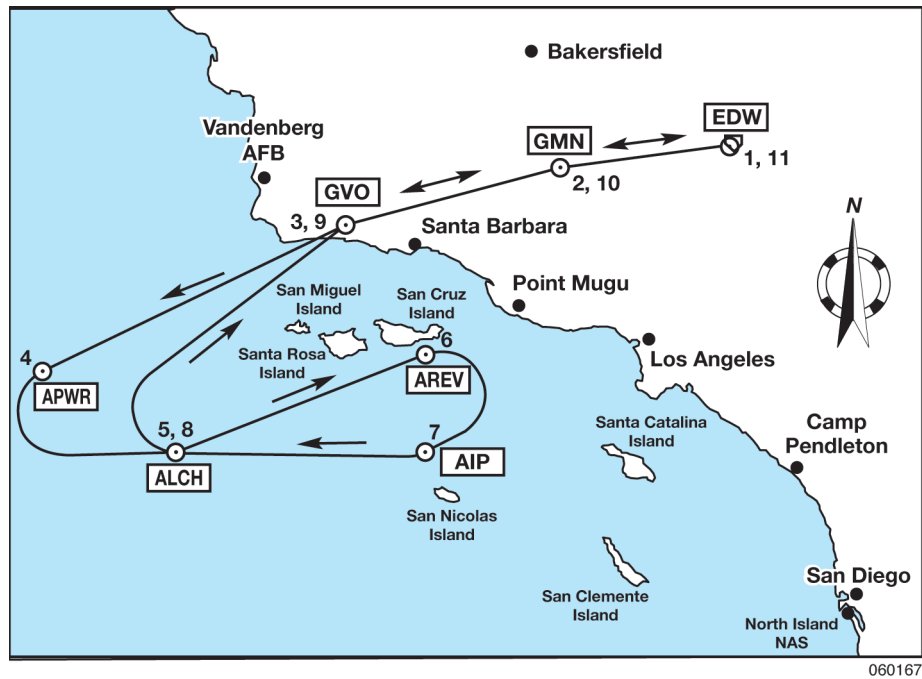 Bakersfield
EDW
1, 11
GMN
2, 10
Vandenberg
AFB
GVO
3, 9
Santa Barbara
N
Point Mugu
San Miguel
Island
San Cruz
Island
6
Santa Rosa
Island
Los Angeles
4
APWR
AREV
5, 8
ALCH
7
AIP
Santa Catalina
Island
Camp
Pendleton
San Nicolas
Island
San Clemente
Island
San Diego
North Island
NAS
060167